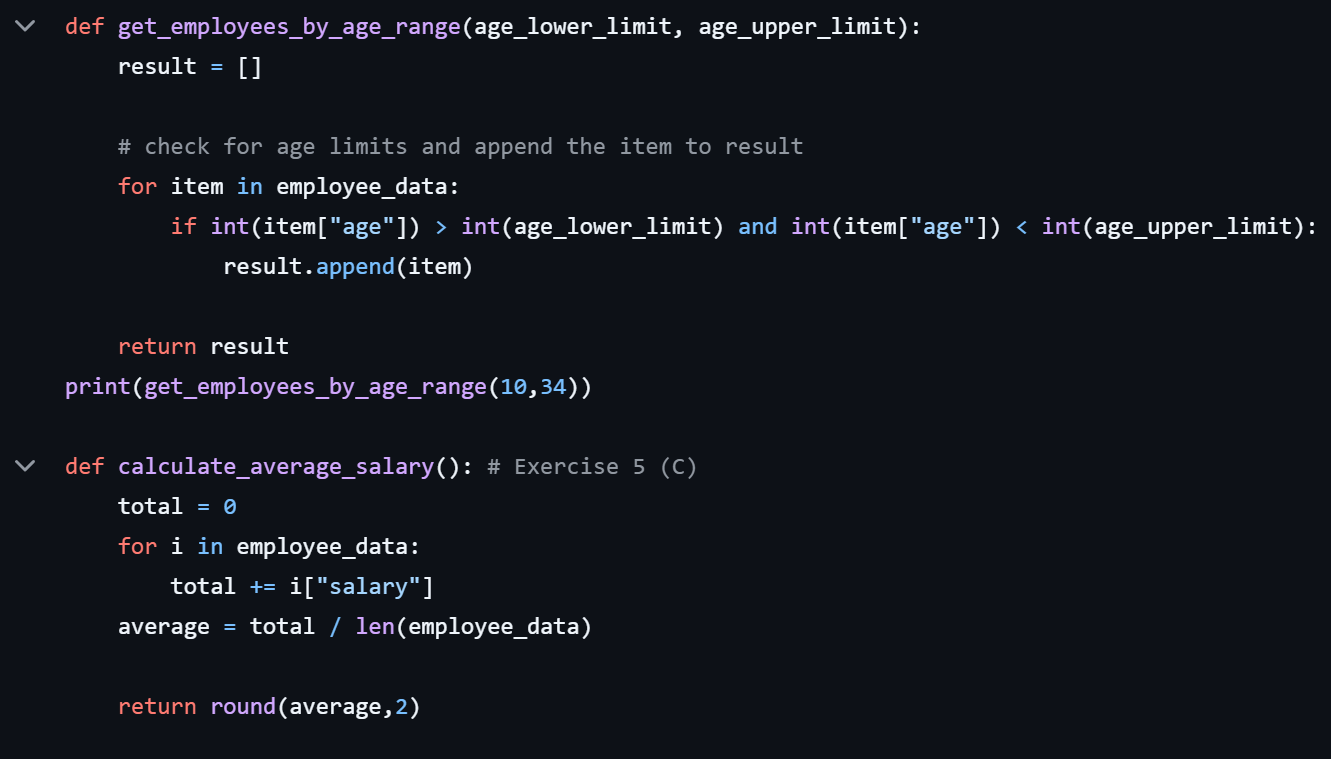 def get_employees_by_age_range(age_lower_limit, age_upper_limit):
    result = []
    # check for age limits and append the item to result
    for item in employee_data:
        if int(item["age"]) > int(age_lower_limit) and int(item["age"]) < int(age_upper_limit):
            result.append(item)
    return result
print(get_employees_by_age_range(10,34))
def calculate_average_salary(): # Exercise 5 (C)
    total = 0
    for i in employee_data:
        total += i["salary"]
    average = total / len(employee_data)
    return round(average,2)